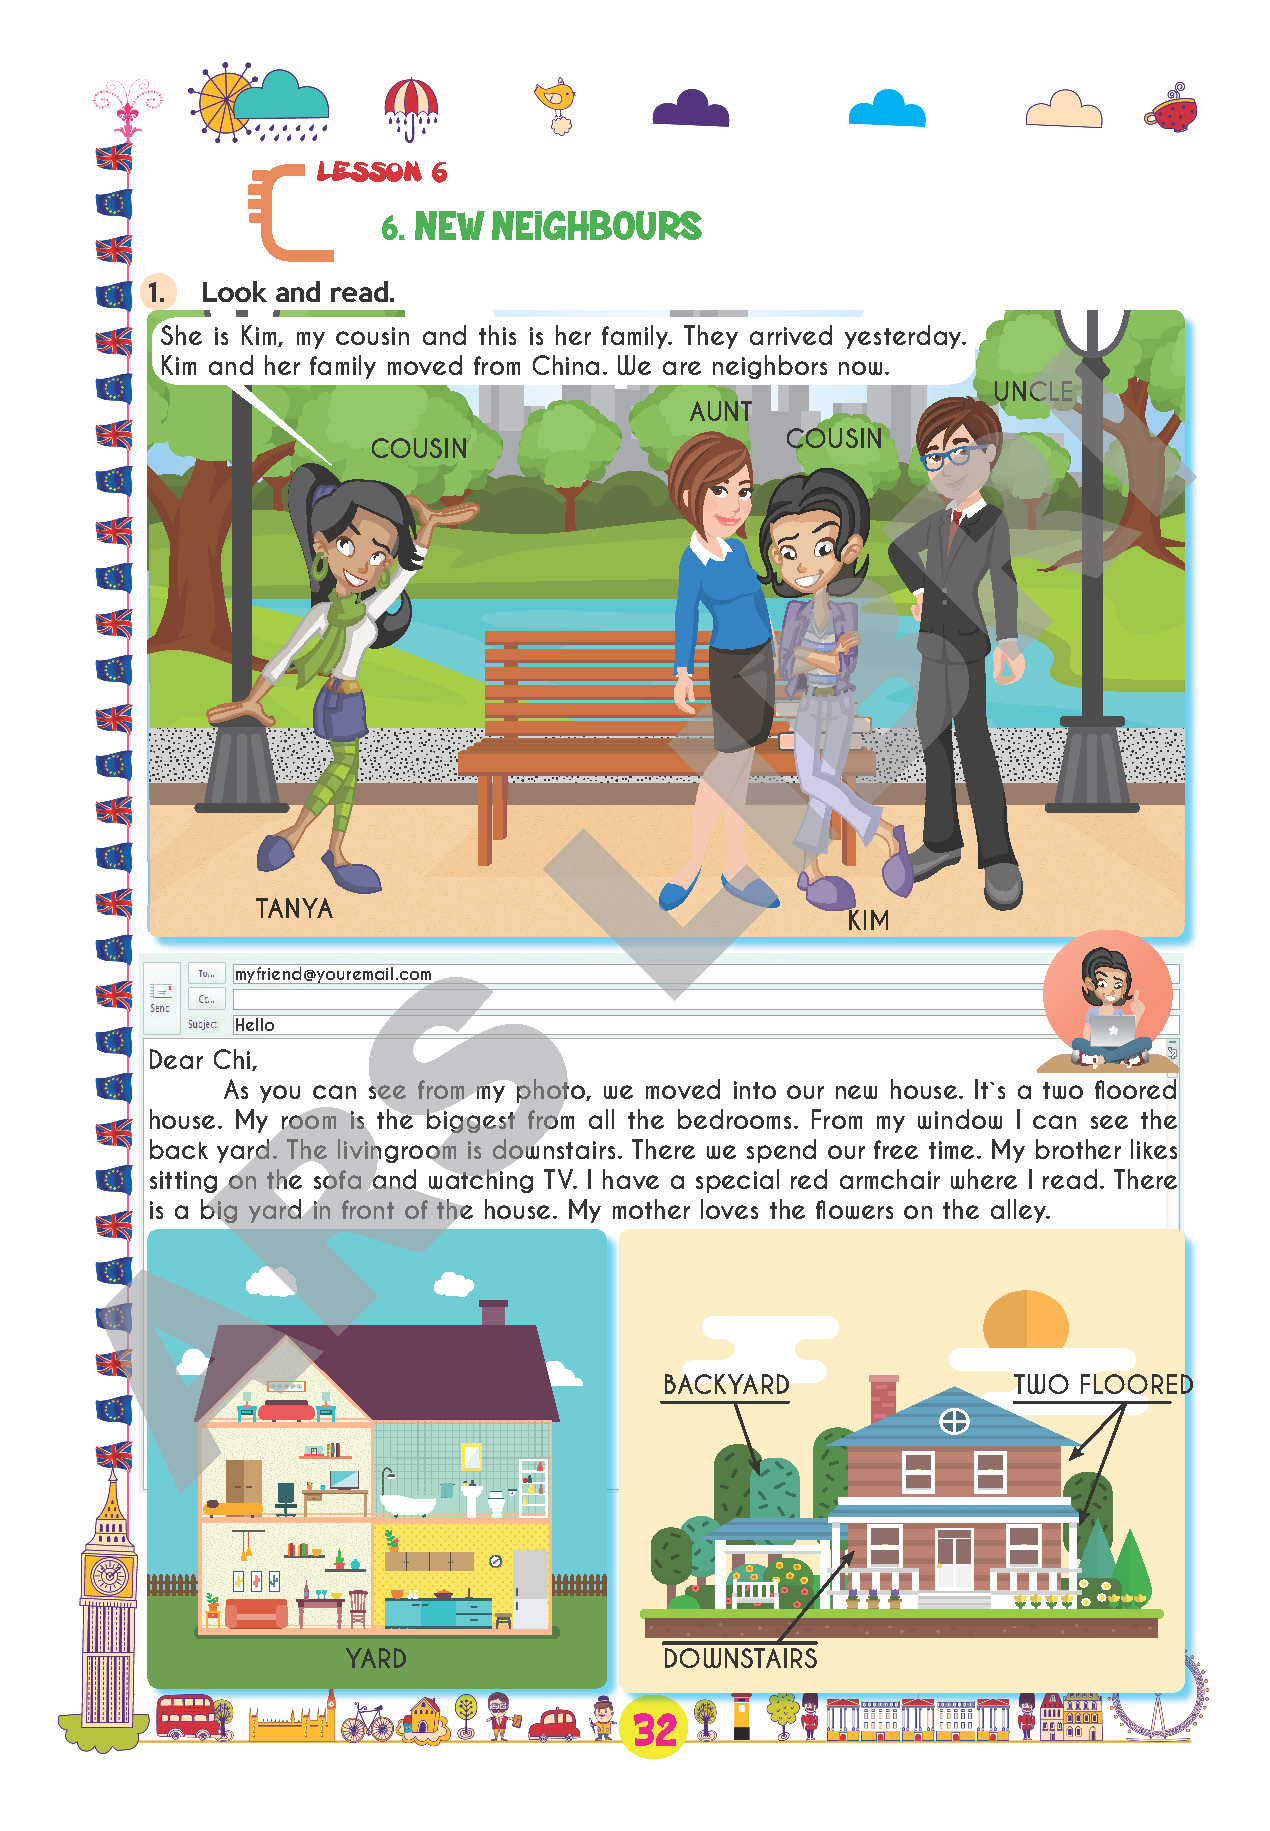 LESSON 6
6. NEW NEIGHBOURS
1. Look and read.
She is Kim, my cousin and this is her family. They arrived yesterday.
Kim and her family moved from China. We are neighbors now.
UNCLE
AUNT
COUSIN
COUSIN
TANYA
KIM
To...
myfriend@youremail.com
Cc...
Send
Subject:
Hello
Dear Chi,
As you can see from my photo, we moved into our new house. It`s a two floored
house. My room is the biggest from all the bedrooms. From my window I can see the
back yard. The livingroom is downstairs. There we spend our free time. My brother likes
sitting on the sofa and watching TV. I have a special red armchair where I read. There
is a big yard in front of the house. My mother loves the flowers on the alley.
BACKYARD
TWO FLOORED
YARD
DOWNSTAIRS
32
ARS LIBRI